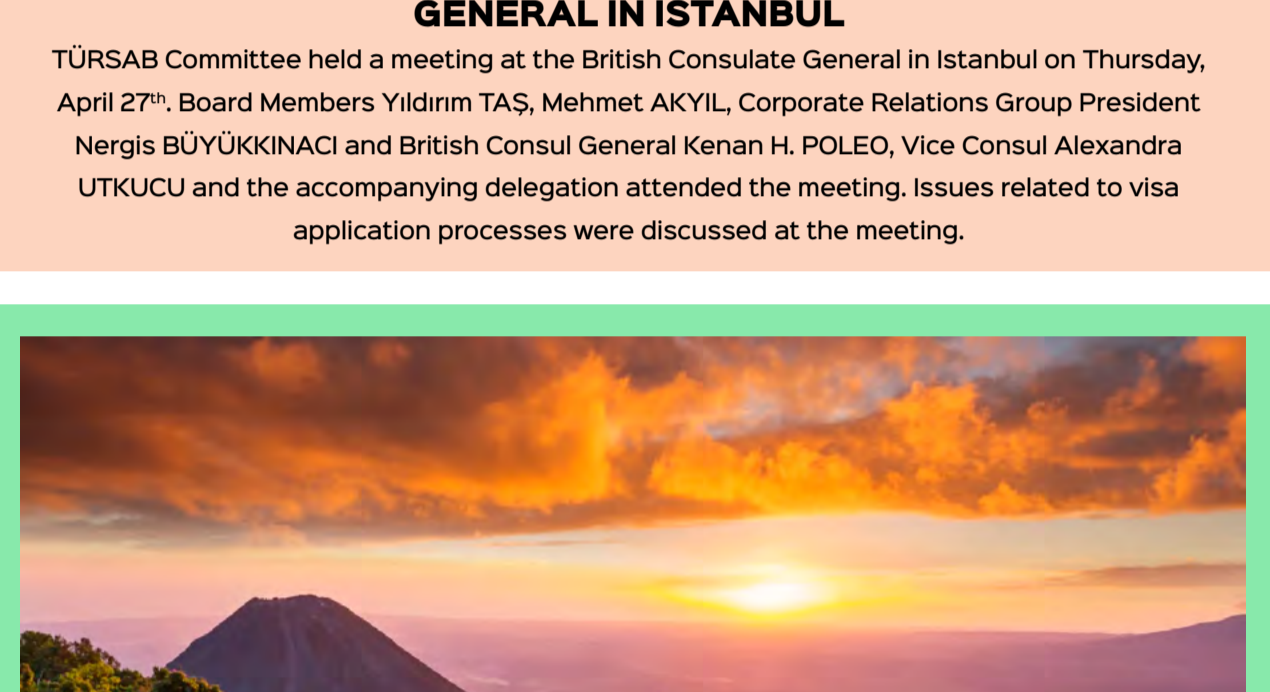 GENERAL IN ISTANBUL
TÜRSAB Committee held a meeting at the British Consulate General in Istanbul on Thursday,
April 27th. Board Members Yıldırım TAŞ, Mehmet AKYIL, Corporate Relations Group President
Nergis BÜYÜKKINACI and British Consul General Kenan H. POLEO, Vice Consul Alexandra
UTKUCU and the accompanying delegation attended the meeting. Issues related to visa
application processes were discussed at the meeting.